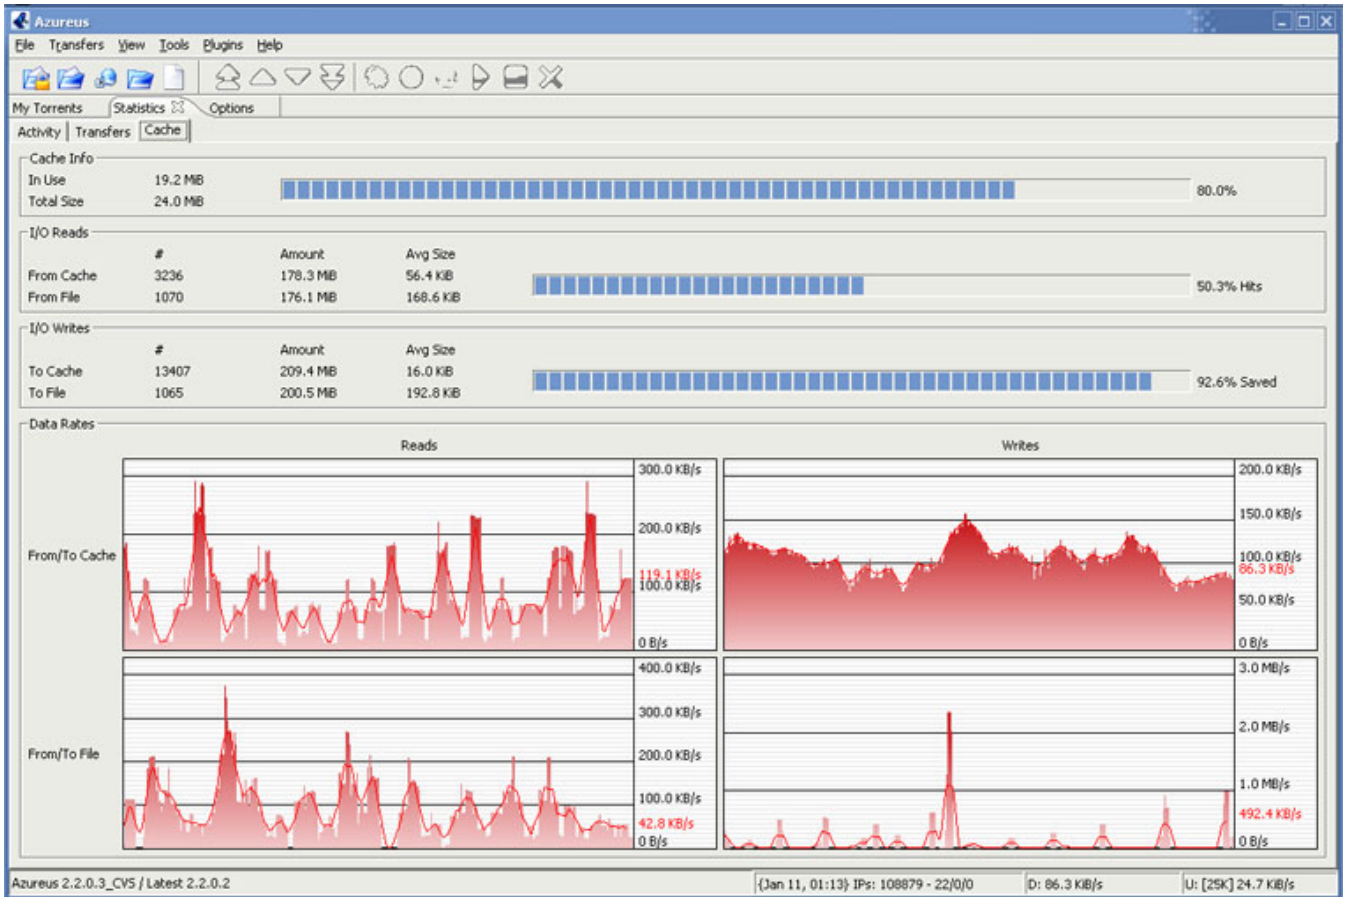 Azureus
File Transfers View Tools Plugins Help
My Torrents Statistics Options
Activity Transfers Cache
Cache Info
In Use 19.2 MiB
80.0%
Total Size 24.0 MiB
I/O Reads
# Amount Avg Size
From Cache 3236 178.3 MiB 56.4 KiB
50.3% Hits
From File 1070 176.1 MiB 168.6 KiB
I/O Writes
# Amount Avg Size
To Cache 13407 209.4 MiB 16.0 KiB
92.6% Saved
To File 1065 200.5 MiB 192.8 KiB
Data Rates
Reads Writes
From/To Cache
300.0 KB/s
200.0 KB/s
119.1 KB/s
100.0 KB/s
0 B/s
200.0 KB/s
150.0 KB/s
100.0 KB/s
86.3 KB/s
50.0 KB/s
0 B/s
From/To File
400.0 KB/s
300.0 KB/s
200.0 KB/s
100.0 KB/s
42.8 KB/s
0 B/s
3.0 MB/s
2.0 MB/s
1.0 MB/s
492.4 KB/s
0 B/s
Azureus 2.2.0.3_CVS / Latest 2.2.0.2 {Jan 11, 01:13} IPs: 108879 - 22/0/0 D: 86.3 KiB/s U: [25K] 24.7 KiB/s